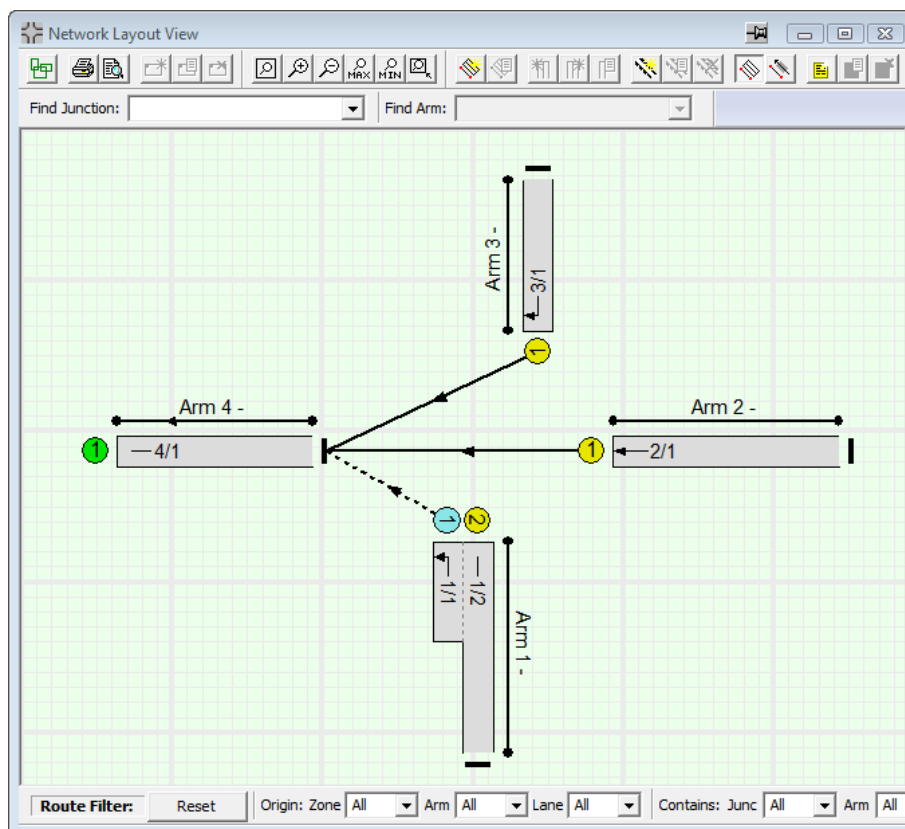 Network Layout View
MAX MIN
Find Junction: Find Arm:
Arm 3 -
3/1
1
Arm 4 -
Arm 2 -
1
4/1
1
2/1
1
2
1/1
1/2
Arm 1 -
Route Filter: Reset Origin: Zone All Arm All Lane All Contains: Junc All Arm All